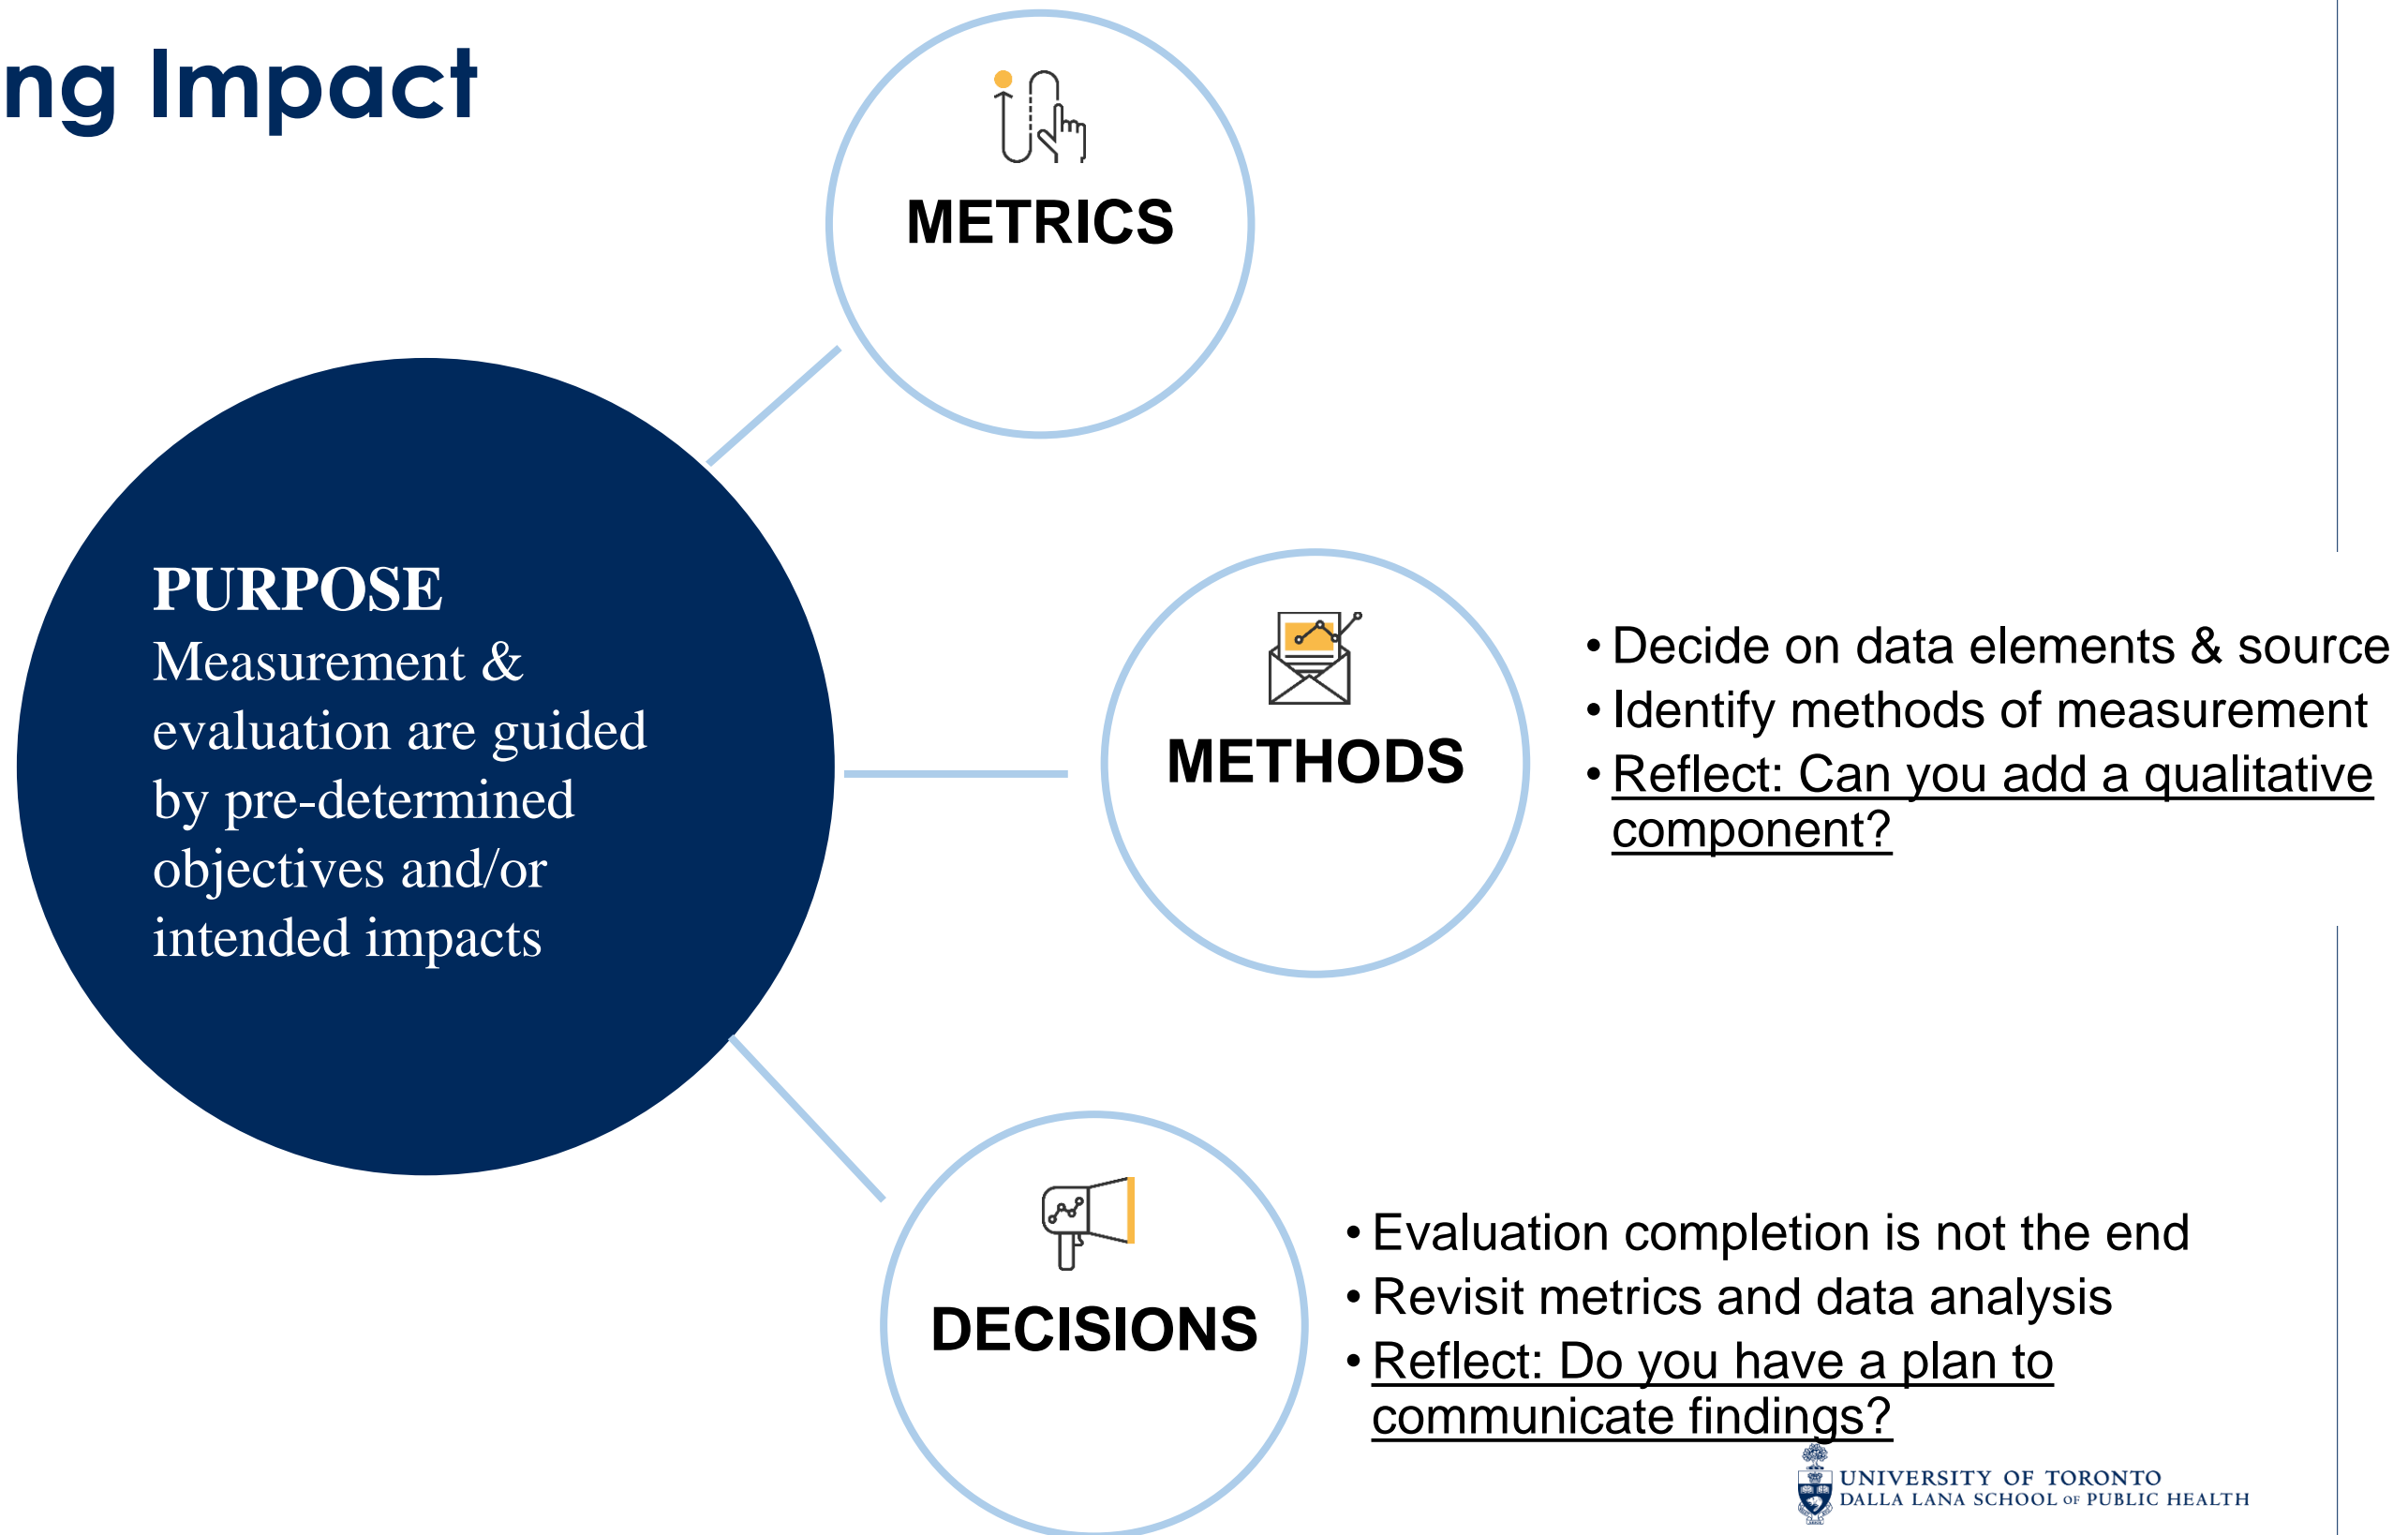 ng Impact
METRICS
PURPOSE
Measurement &
evaluation are guided
by pre-determined
objectives and/or
intended impacts
METHODS
• Decide on data elements & source
• Identify methods of measurement
• Reflect: Can you add a qualitative
component?
DECISIONS
• Evaluation completion is not the end
• Revisit metrics and data analysis
• Reflect: Do you have a plan to
communicate findings?
UNIVERSITY OF TORONTO
DALLA LANA SCHOOL OF PUBLIC HEALTH